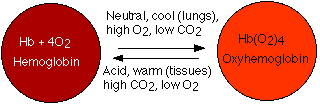 Hb + 4O2
Hemoglobin
Neutral, cool (lungs),
high O2, low CO2
Acid, warm (tissues)
high CO2, low O2
Hb(O2)4
Oxyhemoglobin